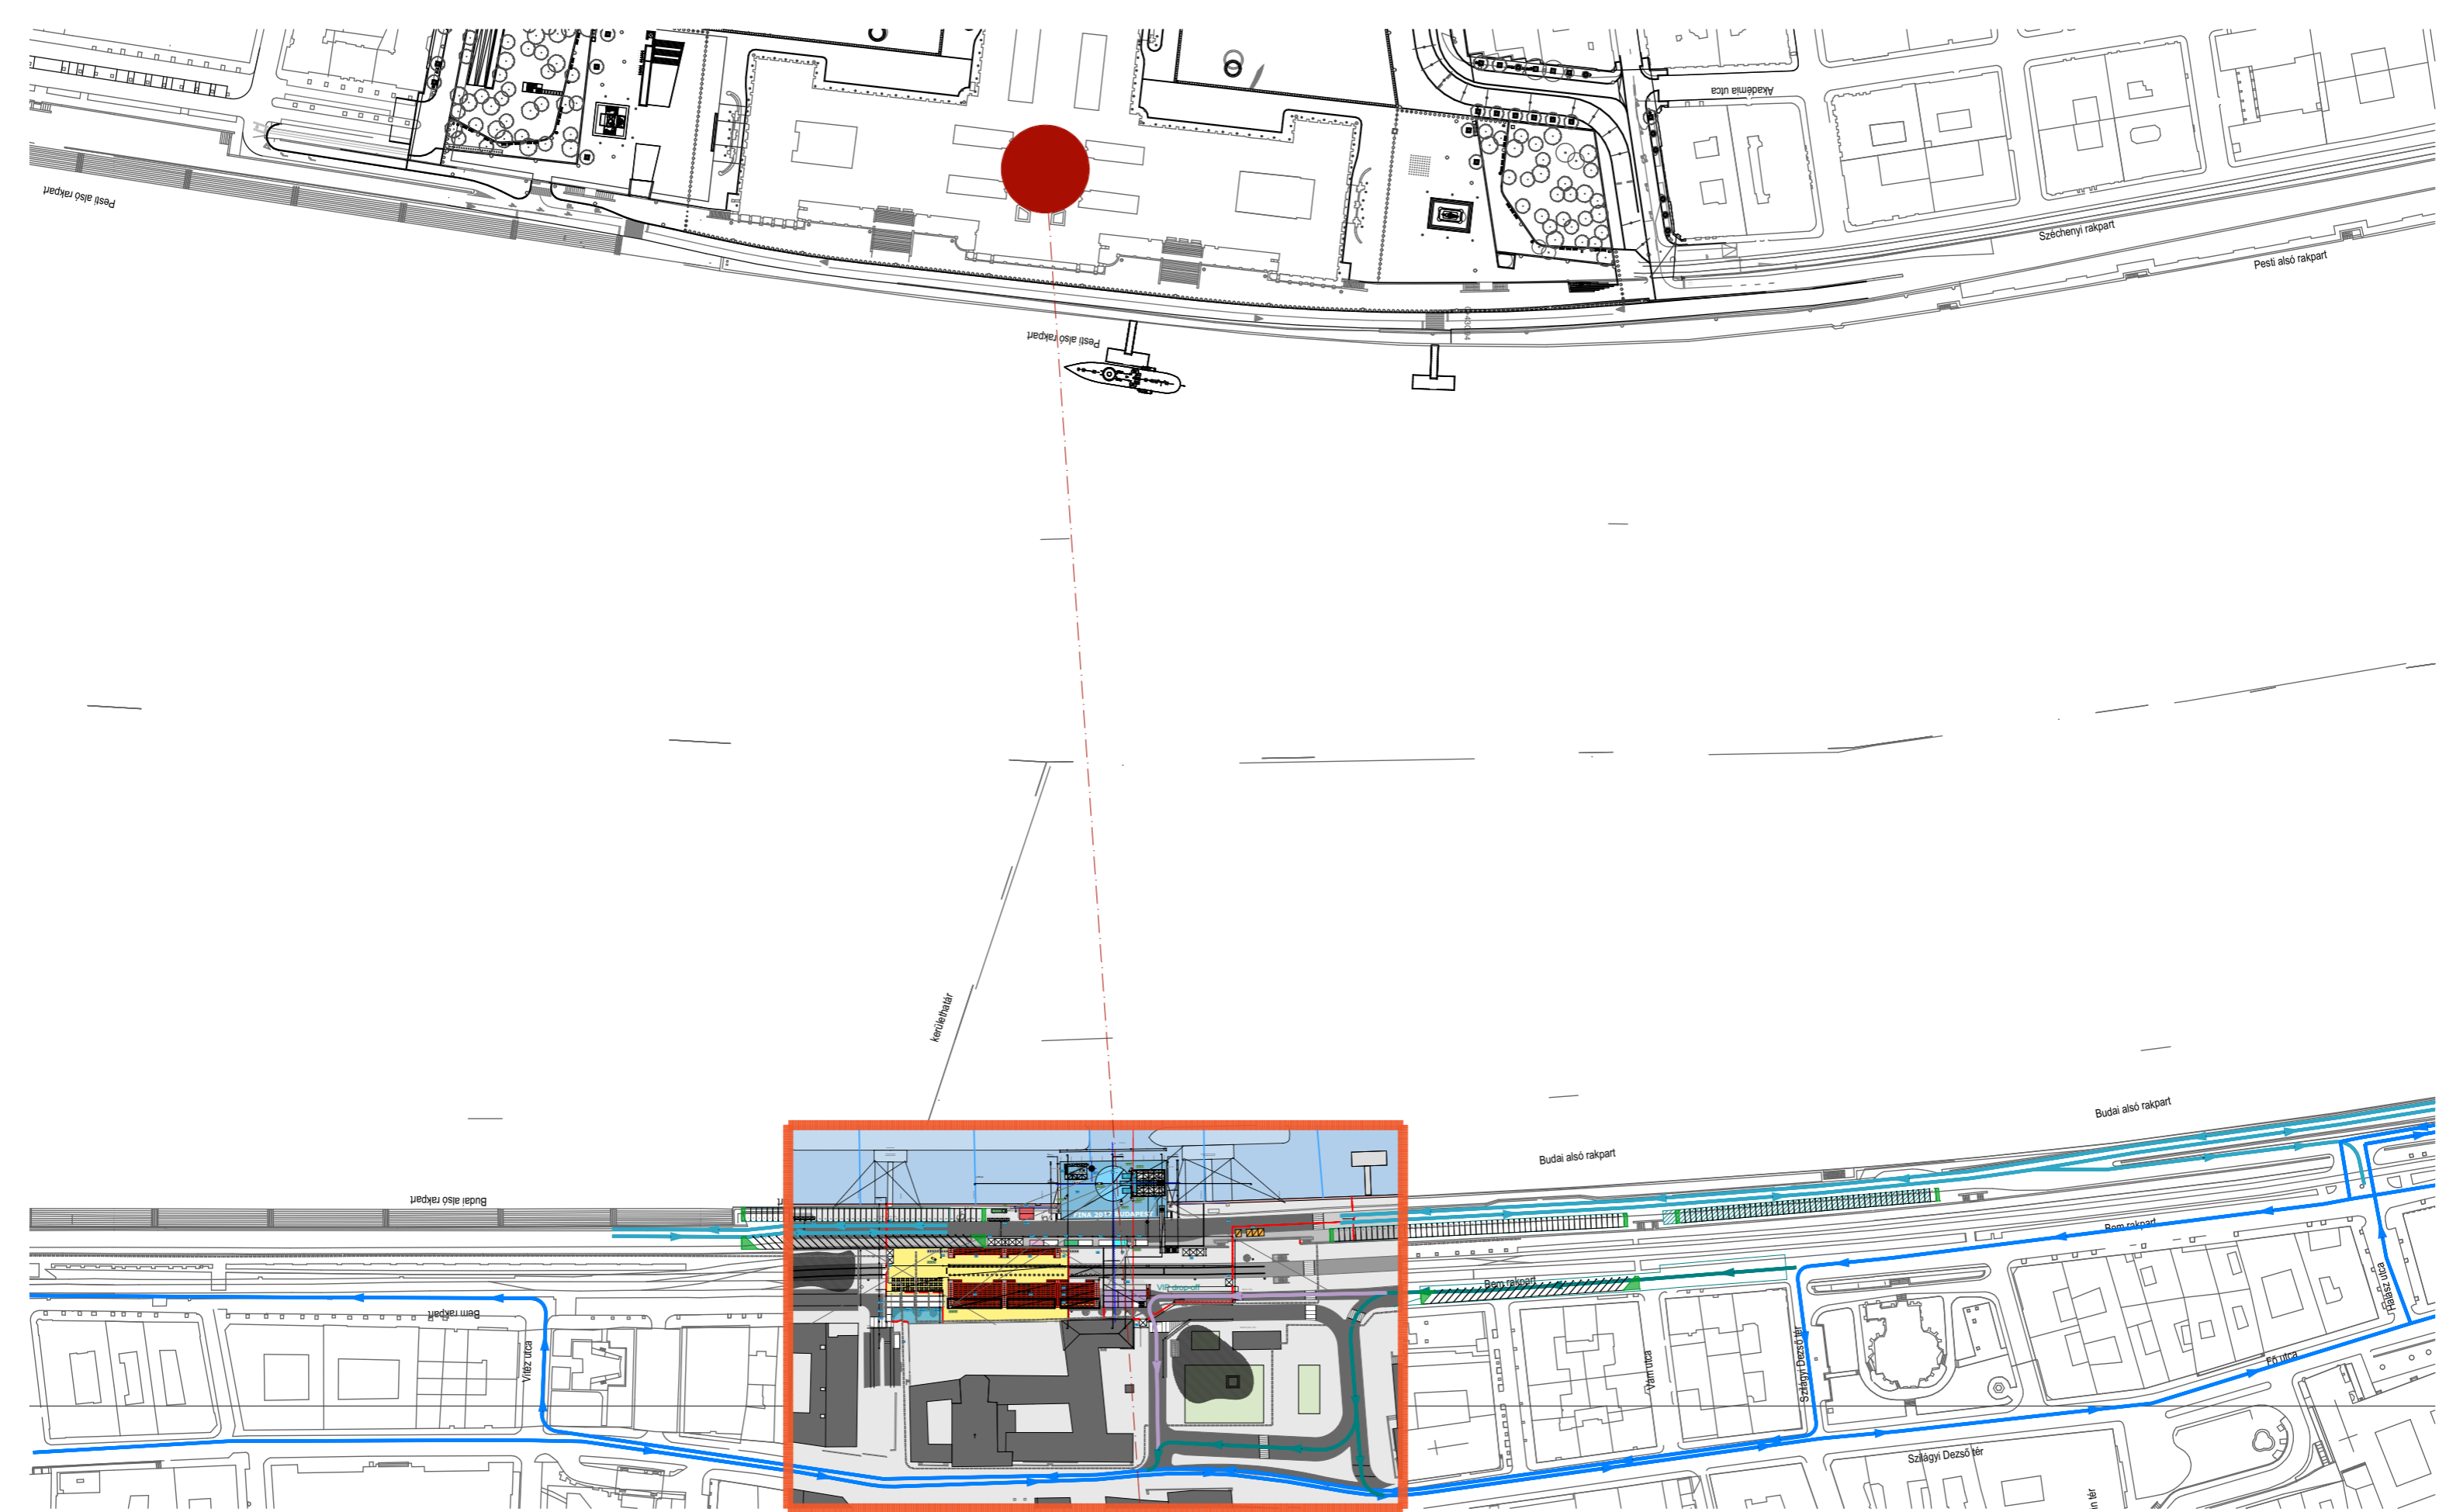 Akadémia utca
Pesti alsó rakpart
Széchenyi rakpart
Pesti alsó rakpart
Pesti alsó rakpart
kerülethatár
Budai alsó rakpart
Budai alsó rakpart
Budai alsó rakpart
FINA 2017 BUDAPEST
Bem rakpart
VIP drop-off
Bem rakpart
Bem rakpart
Halász utca
Vitéz utca
Vám utca
Szilágyi Dezső tér
Fő utca
Szilágyi Dezső tér